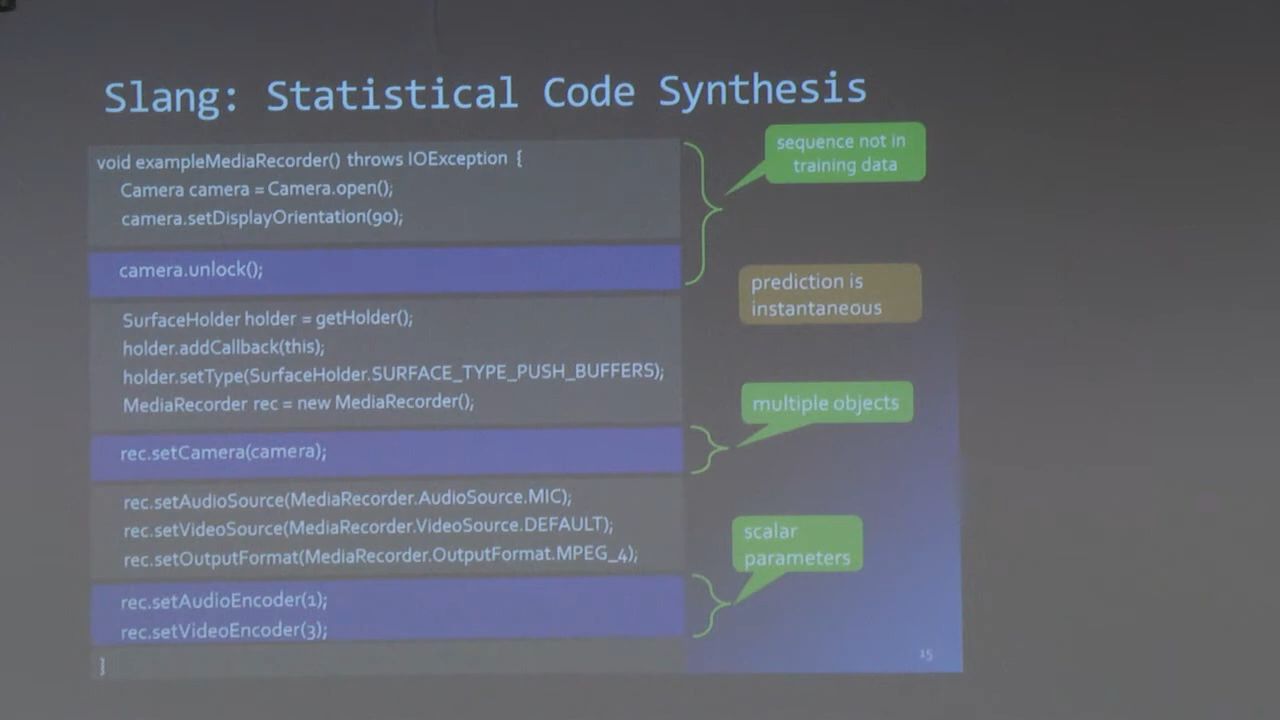 Slang: Statistical Code Synthesis
void exampleMediaRecorder() throws IOException {
Camera camera = Camera.open();
camera.setDisplayOrientation(90);
camera.unlock();
SurfaceHolder holder = getHolder();
holder.addCallback(this);
holder.setType(SurfaceHolder.SURFACE_TYPE_PUSH_BUFFERS);
MediaRecorder rec = new MediaRecorder();
rec.setCamera(camera);
rec.setAudioSource(MediaRecorder.AudioSource.MIC);
rec.setVideoSource(MediaRecorder.VideoSource.DEFAULT);
rec.setOutputFormat(MediaRecorder.OutputFormat.MPEG_4);
rec.setAudioEncoder(1);
rec.setVideoEncoder(3);
}
sequence not in
training data
prediction is
instantaneous
multiple objects
scalar
parameters
15